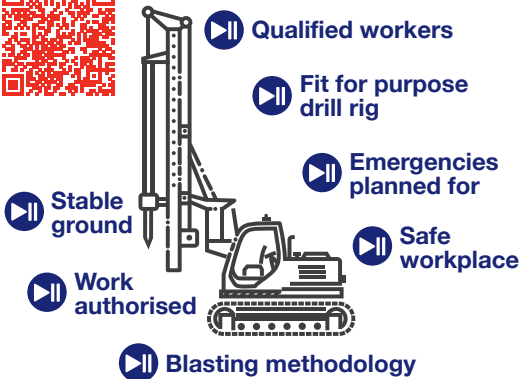 Qualified workers
Fit for purpose
drill rig
Emergencies
planned for
Stable
ground
Safe
workplace
Work
authorised
Blasting methodology